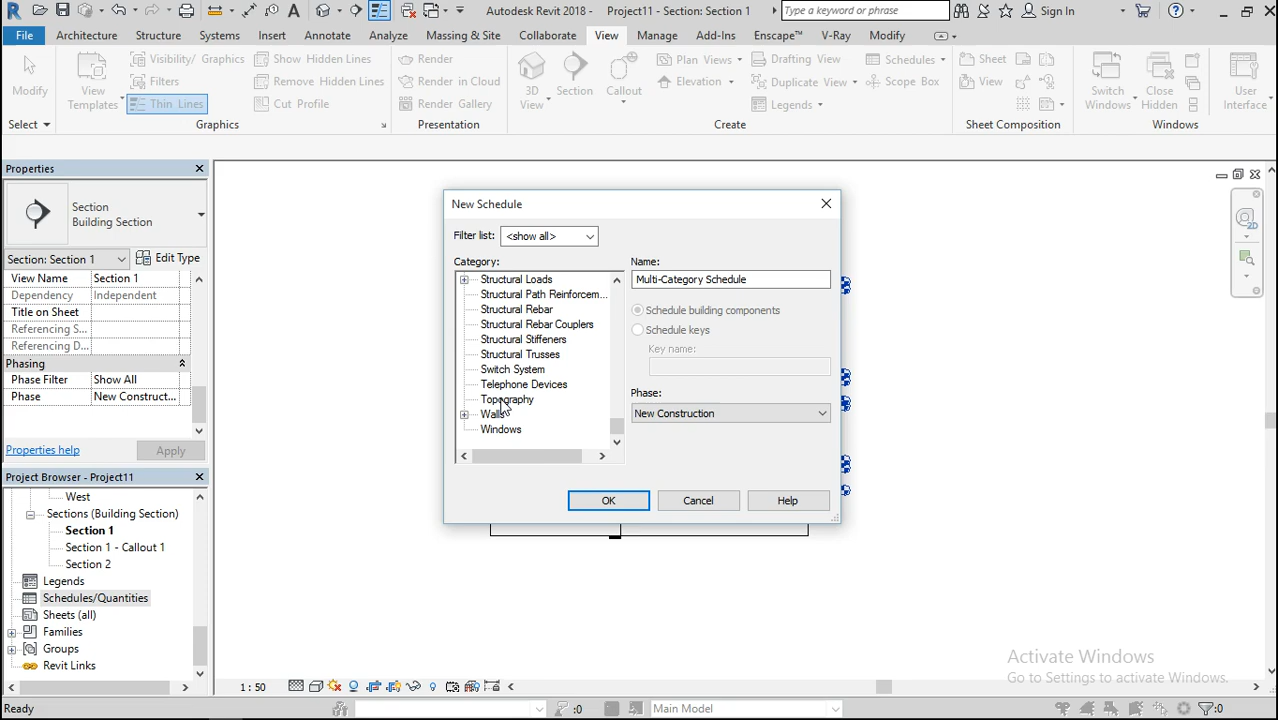 Autodesk Revit 2018 - Project11 - Section: Section 1
Type a keyword or phrase
Sign In
File Architecture Structure Systems Insert Annotate Analyze Massing & Site Collaborate View Manage Add-Ins Enscape™ V-Ray Modify
Modify
View Templates
Visibility/ Graphics
Filters
Thin Lines
Show Hidden Lines
Remove Hidden Lines
Cut Profile
Render
Render in Cloud
Render Gallery
3D View
Section
Callout
Plan Views
Elevation
Drafting View
Duplicate View
Legends
Schedules
Scope Box
Sheet
View
Switch Windows
Close Hidden
User Interface
Select Graphics Presentation Create Sheet Composition Windows
Properties
Section
Building Section
Section: Section 1 Edit Type
View Name Section 1
Dependency Independent
Title on Sheet
Referencing S...
Referencing D...
Phasing
Phase Filter Show All
Phase New Construct...
Properties help Apply
Project Browser - Project11
West
Sections (Building Section)
Section 1
Section 1 - Callout 1
Section 2
Legends
Schedules/Quantities
Sheets (all)
Families
Groups
Revit Links
New Schedule
Filter list: <show all>
Category:
Structural Loads
Structural Path Reinforcem...
Structural Rebar
Structural Rebar Couplers
Structural Stiffeners
Structural Trusses
Switch System
Telephone Devices
Topography
Walls
Windows
Name:
Multi-Category Schedule
Schedule building components
Schedule keys
Key name:
Phase:
New Construction
OK Cancel Help
2D
Activate Windows
Go to Settings to activate Windows.
1 : 50
Ready :0 Main Model :0